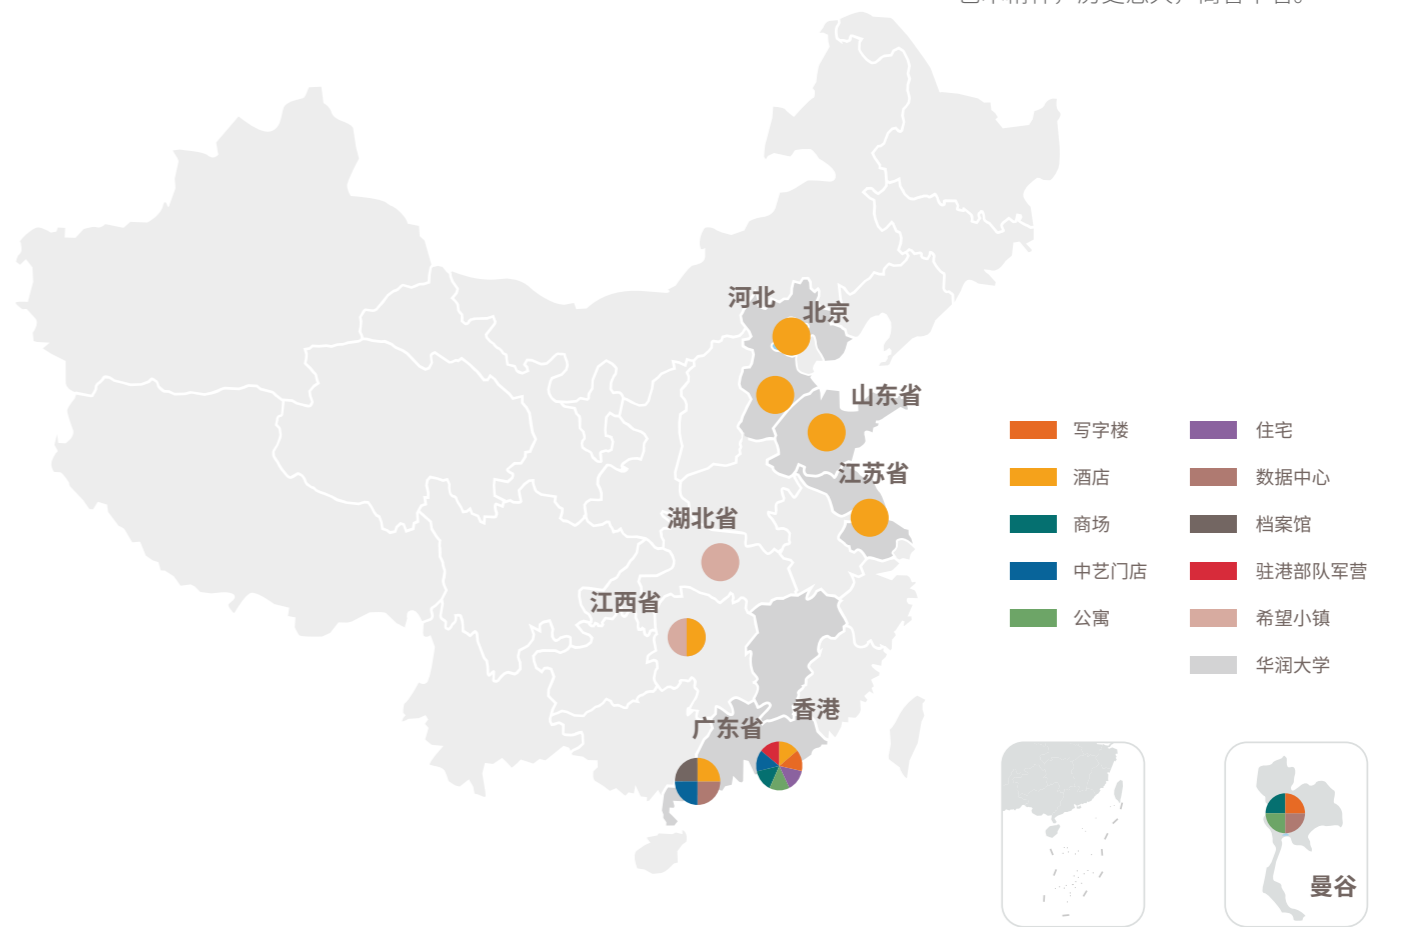 河北
北京
山东省
江苏省
湖北省
江西省
香港
广东省
写字楼
酒店
商场
中艺门店
公寓
住宅
数据中心
档案馆
驻港部队军营
希望小镇
华润大学
曼谷